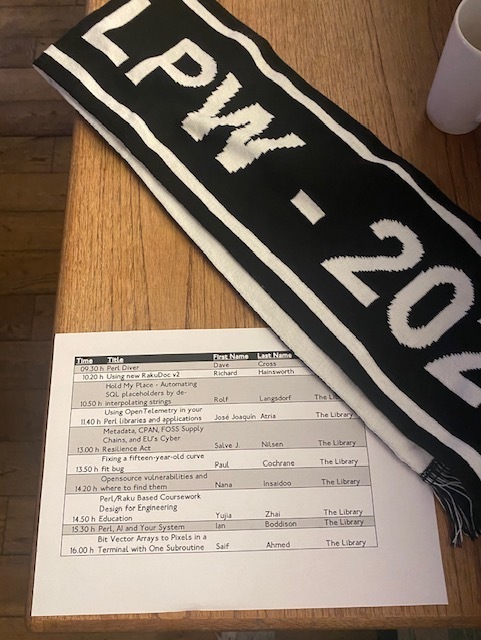 LPW - 202
Time Title First Name Last Name
09.30 h Perl Diver Dave Cross
10.20 h Using new RakuDoc v2 Richard Hainsworth
Hold My Place - Automating
SQL placeholders by de-
10.50 h interpolating strings Rolf Langsdorf The
Using OpenTelemetry in your
11.40 h Perl libraries and applications José Joaquín Atria The Library
Metadata, CPAN, FOSS Supply
Chains, and EU's Cyber
13.00 h Resilience Act Salve J. Nilsen The Library
Fixing a fifteen-year-old curve
13.50 h fit bug Paul Cochrane The Library
Opensource vulnerabilities and
14.20 h where to find them Nana Insaidoo The Library
Perl/Raku Based Coursework
Design for Engineering
14.50 h Education Yujia Zhai The Library
15.30 h Perl, AI and Your System Ian Boddison The Library
Bit Vector Arrays to Pixels in a
16.00 h Terminal with One Subroutine Saif Ahmed The Library